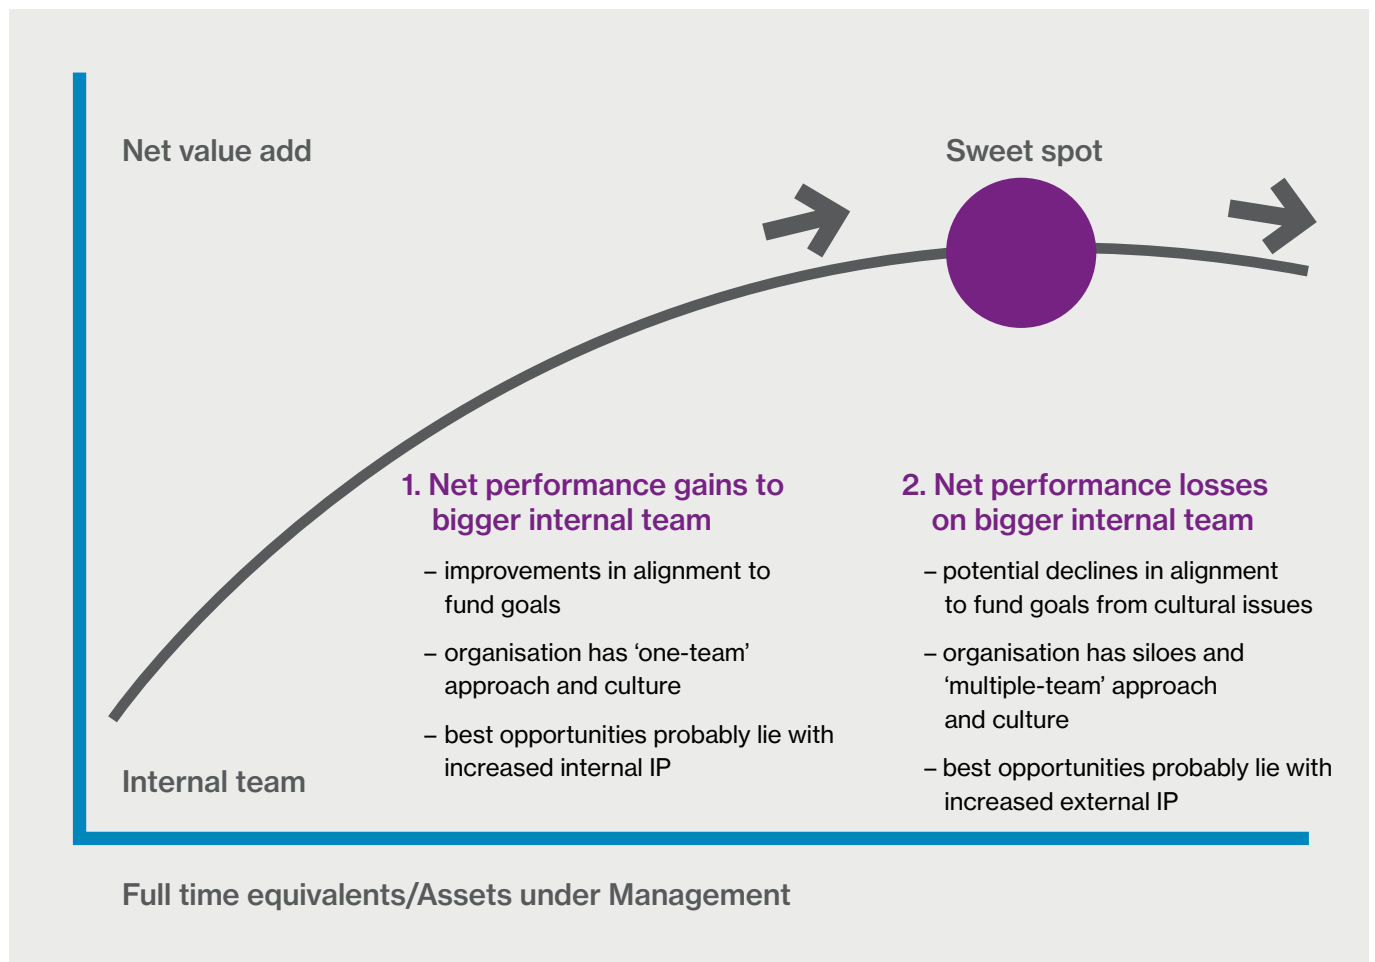 Net value add
Sweet spot
1. Net performance gains to
bigger internal team
– improvements in alignment to
fund goals
– organisation has ‘one-team’
approach and culture
– best opportunities probably lie with
increased internal IP
2. Net performance losses
on bigger internal team
– potential declines in alignment
to fund goals from cultural issues
– organisation has siloes and
‘multiple-team’ approach
and culture
– best opportunities probably lie with
increased external IP
Internal team
Full time equivalents/Assets under Management